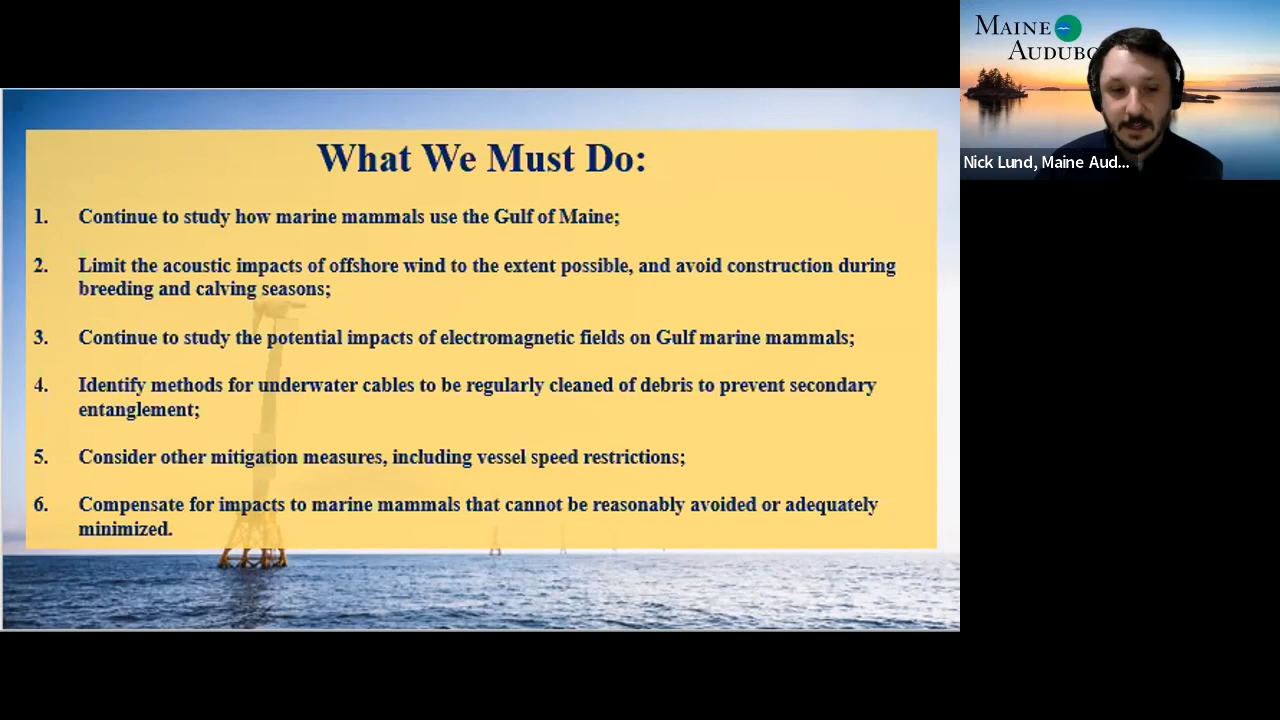 What We Must Do:
1. Continue to study how marine mammals use the Gulf of Maine;
2. Limit the acoustic impacts of offshore wind to the extent possible, and avoid construction during
breeding and calving seasons;
3. Continue to study the potential impacts of electromagnetic fields on Gulf marine mammals;
4. Identify methods for underwater cables to be regularly cleaned of debris to prevent secondary
entanglement;
5. Consider other mitigation measures, including vessel speed restrictions;
6. Compensate for impacts to marine mammals that cannot be reasonably avoided or adequately
minimized.
MAINE
AUDUBO
Nick Lund, Maine Aud...